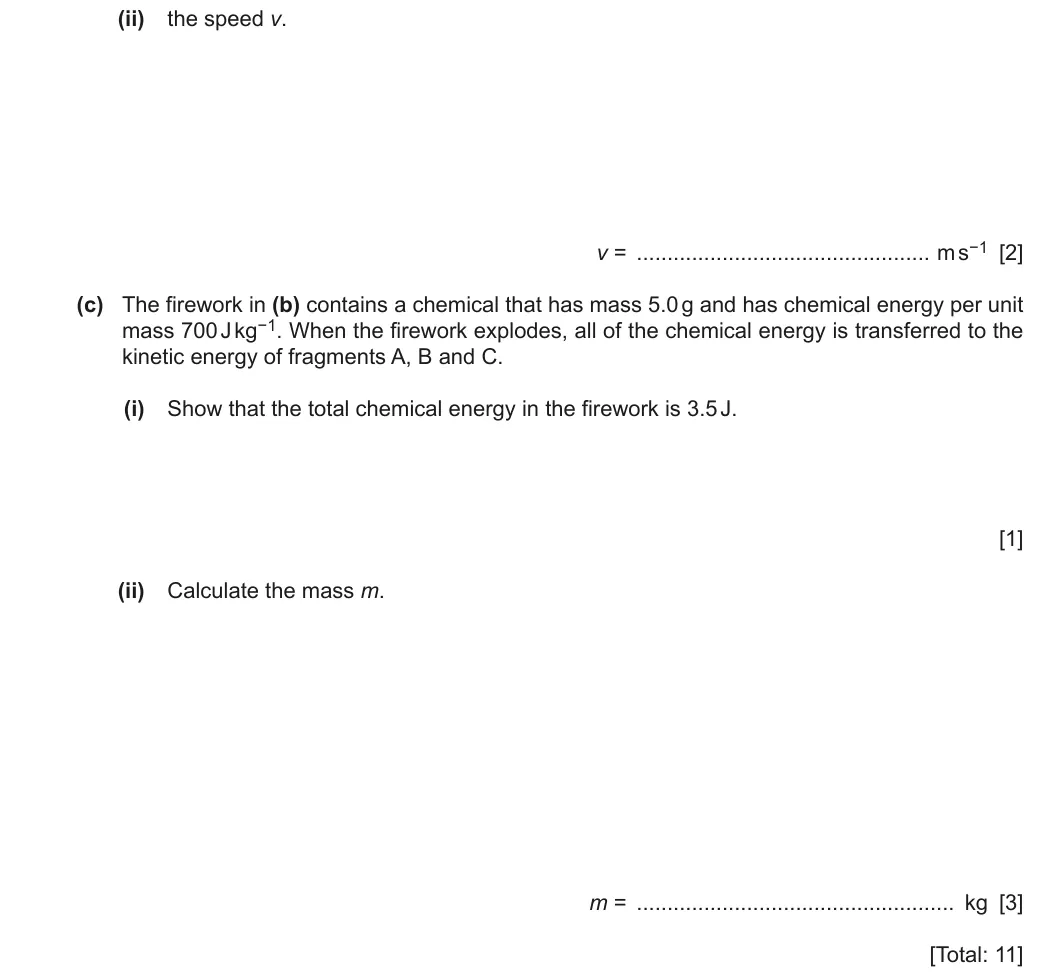 (ii) the speed v.
v = ................................................ m s⁻¹ [2]
(c) The firework in (b) contains a chemical that has mass 5.0 g and has chemical energy per unit
mass 700 J kg⁻¹. When the firework explodes, all of the chemical energy is transferred to the
kinetic energy of fragments A, B and C.
(i) Show that the total chemical energy in the firework is 3.5 J.
[1]
(ii) Calculate the mass m.
m = .................................................... kg [3]
[Total: 11]